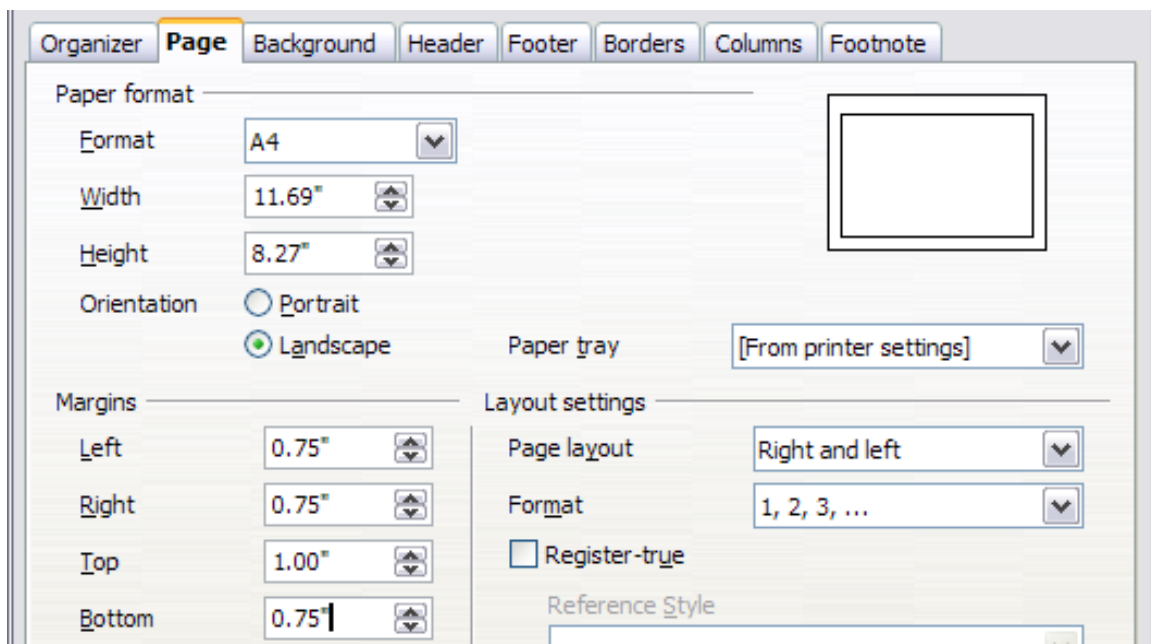 Organizer Page Background Header Footer Borders Columns Footnote
Paper format
Format A4
Width 11.69"
Height 8.27"
Orientation Portrait
Landscape Paper tray [From printer settings]
Margins Layout settings
Left 0.75" Page layout Right and left
Right 0.75" Format 1, 2, 3, ...
Top 1.00" Register-true
Bottom 0.75" Reference Style